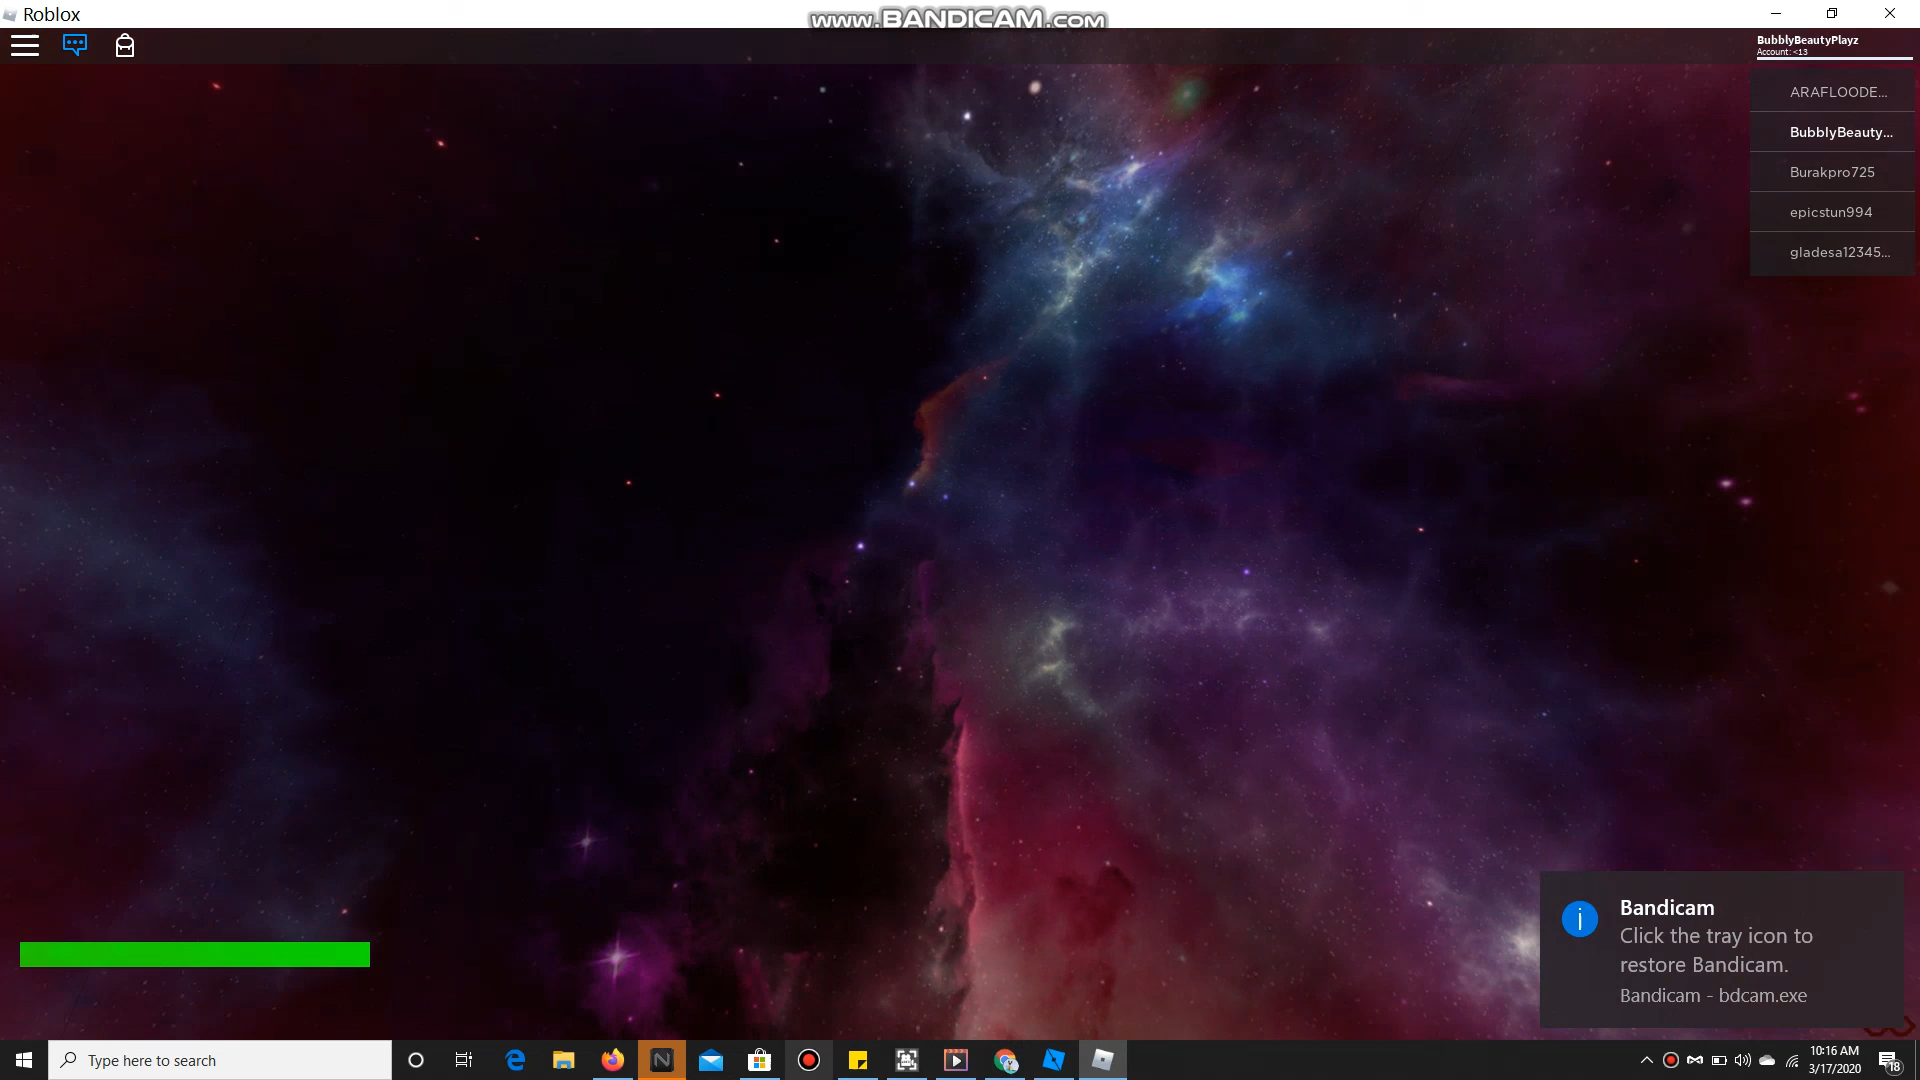 Roblox
www.BANDICAM.com
BubblyBeautyPlayz
Account: <13
ARAFLOODE...
BubblyBeauty...
Burakpro725
epicstun994
gladesa12345...
Bandicam
Click the tray icon to
restore Bandicam.
Bandicam - bdcam.exe
Type here to search
10:16 AM
3/17/2020
18